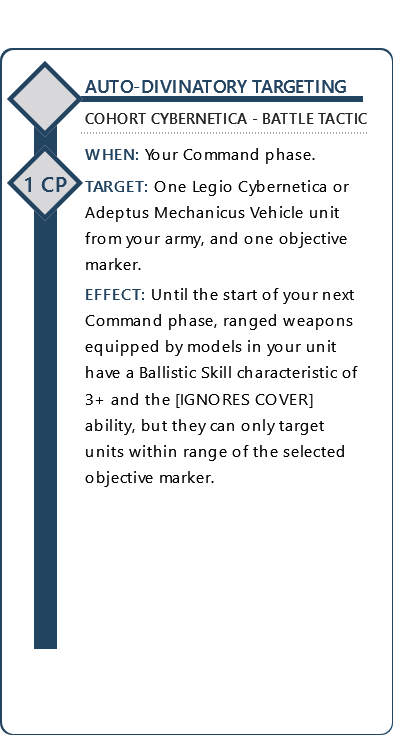 AUTO-DIVINATORY TARGETING
COHORT CYBERNETICA - BATTLE TACTIC
WHEN: Your Command phase.
1 CP
TARGET: One Legio Cybernetica or
Adeptus Mechanicus Vehicle unit
from your army, and one objective
marker.
EFFECT: Until the start of your next
Command phase, ranged weapons
equipped by models in your unit
have a Ballistic Skill characteristic of
3+ and the [IGNORES COVER]
ability, but they can only target
units within range of the selected
objective marker.